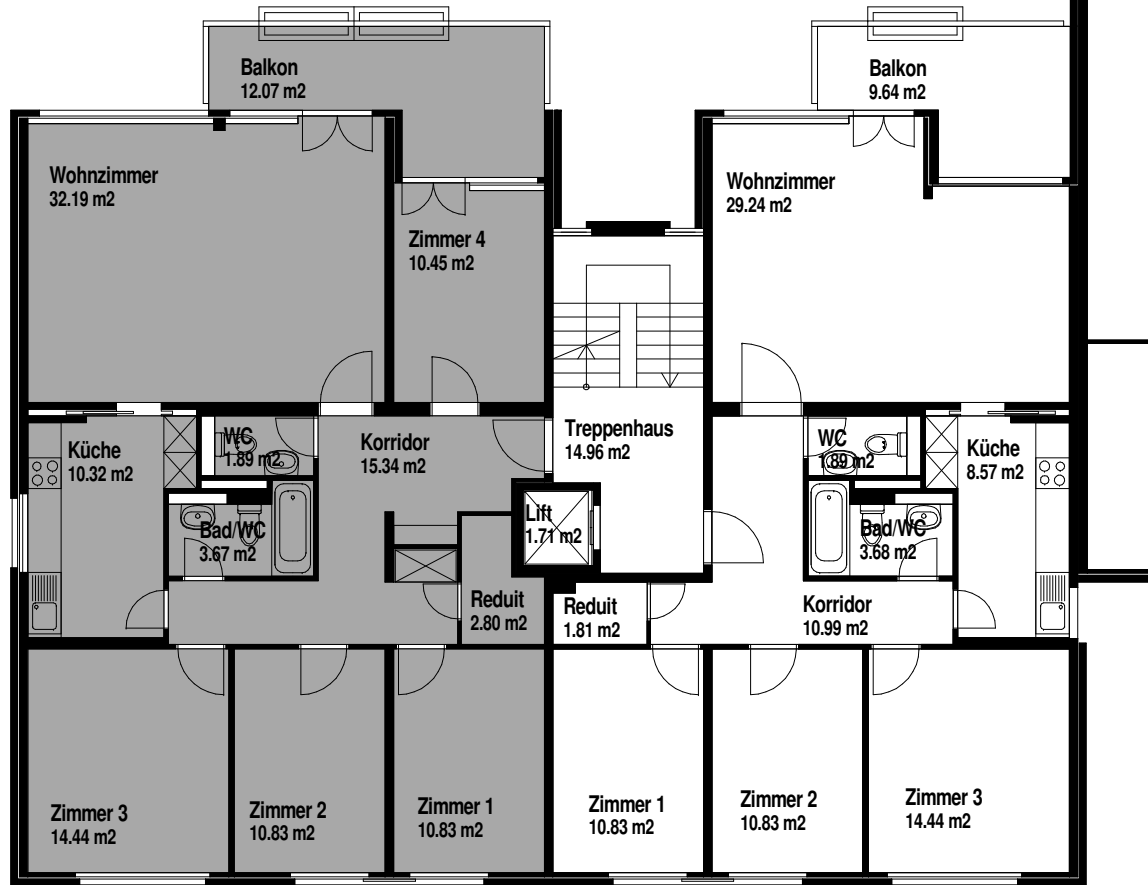 Balkon
12.07 m2
Balkon
9.64 m2
Wohnzimmer
32.19 m2
Zimmer 4
10.45 m2
Wohnzimmer
29.24 m2
Küche
10.32 m2
WC
1.89 m2
Korridor
15.34 m2
Treppenhaus
14.96 m2
WC
1.89 m2
Küche
8.57 m2
Bad/WC
3.67 m2
Lift
1.71 m2
Bad/WC
3.68 m2
Reduit
2.80 m2
Reduit
1.81 m2
Korridor
10.99 m2
Zimmer 3
14.44 m2
Zimmer 2
10.83 m2
Zimmer 1
10.83 m2
Zimmer 1
10.83 m2
Zimmer 2
10.83 m2
Zimmer 3
14.44 m2